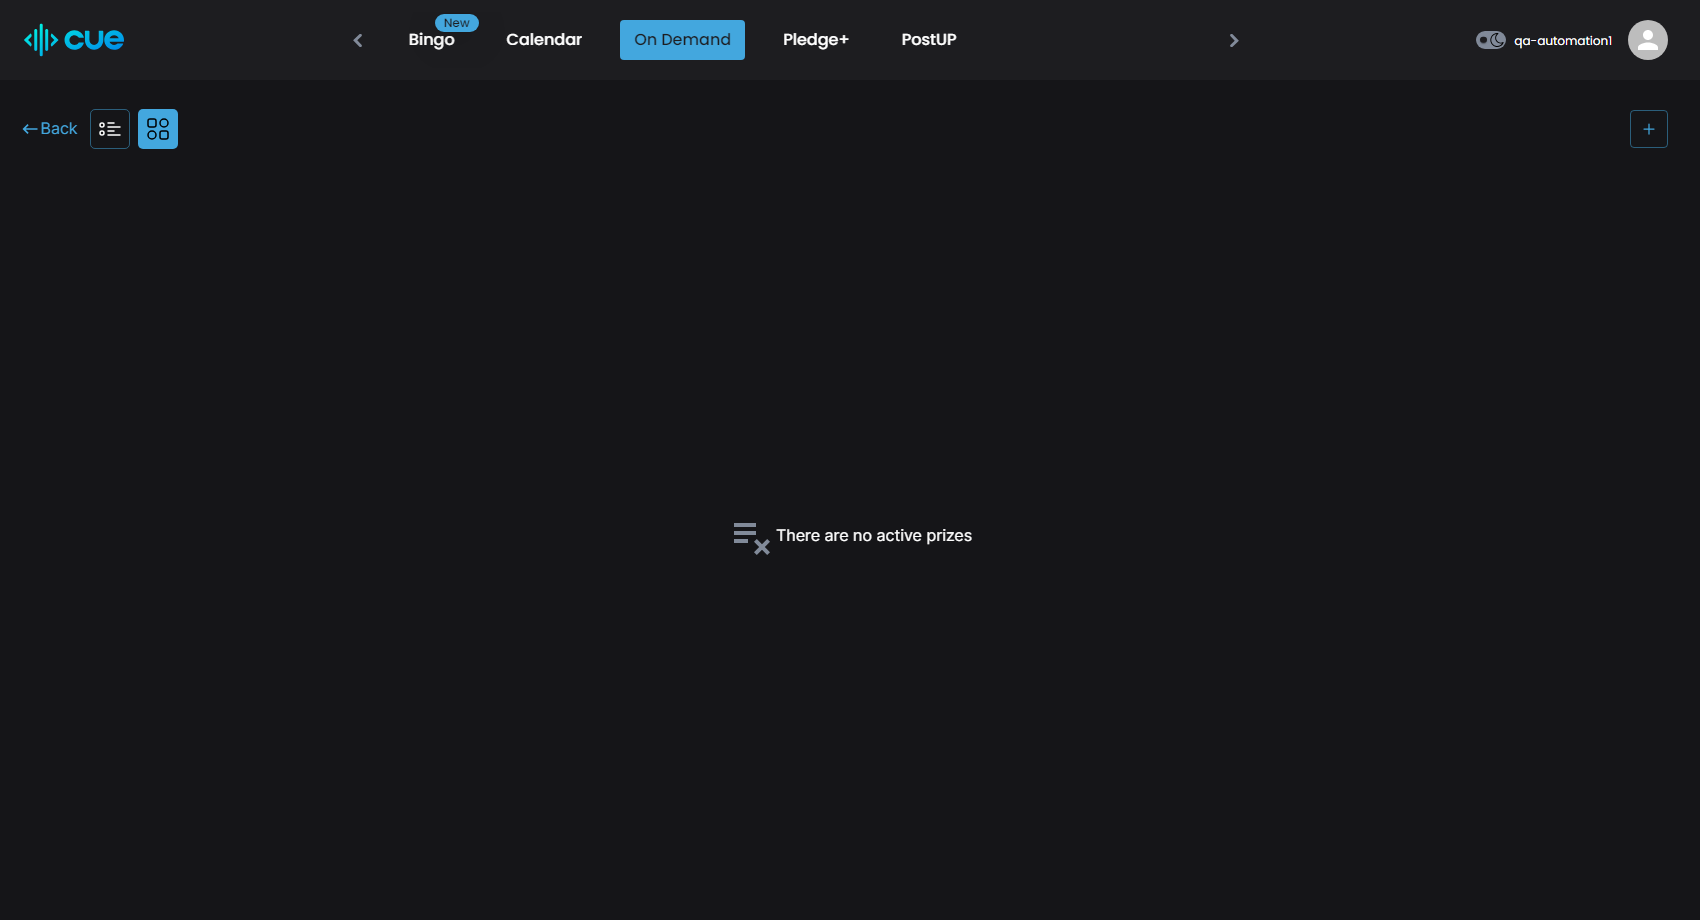 cue
New
Bingo
Calendar
On Demand
Pledge+
PostUP
qa-automation1
Back
There are no active prizes